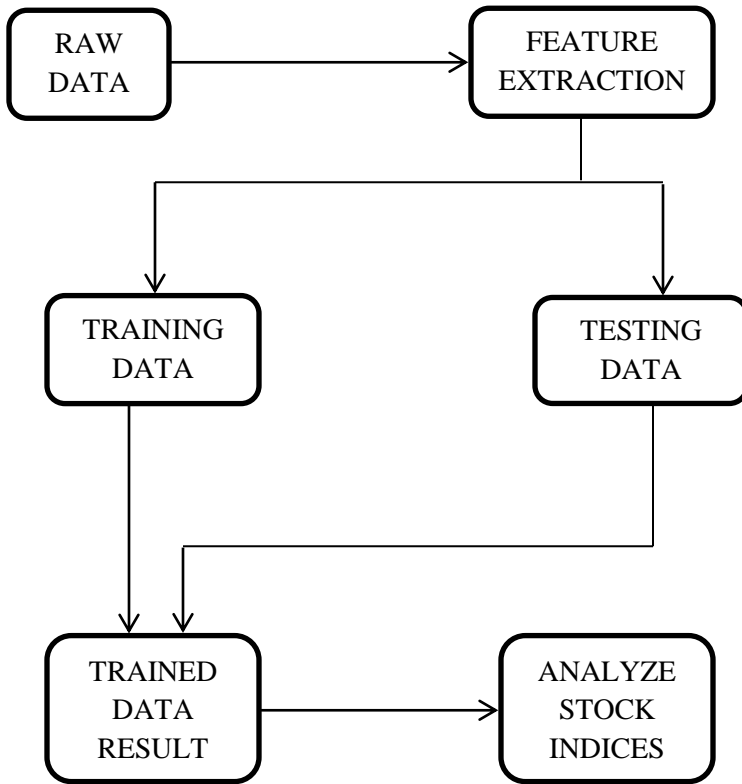 RAW
DATA
FEATURE
EXTRACTION
TRAINING
DATA
TESTING
DATA
TRAINED
DATA
RESULT
ANALYZE
STOCK
INDICES